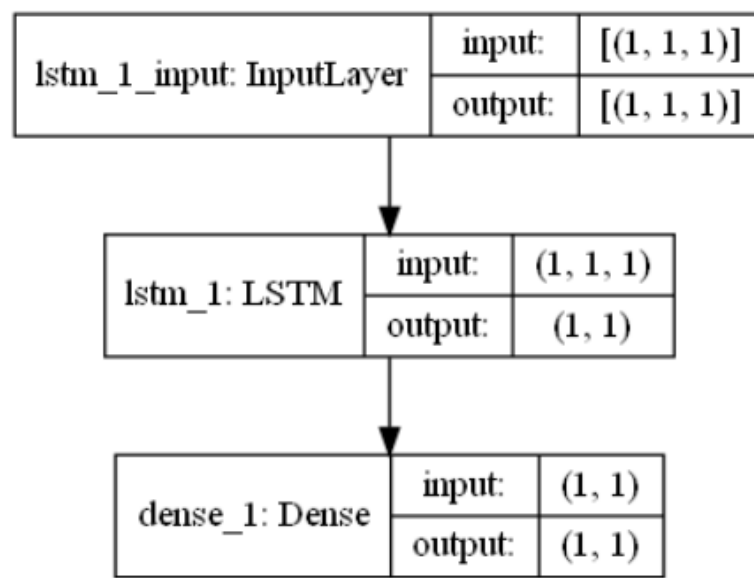 lstm_1_input: InputLayer
input: [(1, 1, 1)]
output: [(1, 1, 1)]
lstm_1: LSTM
input: (1, 1, 1)
output: (1, 1)
dense_1: Dense
input: (1, 1)
output: (1, 1)